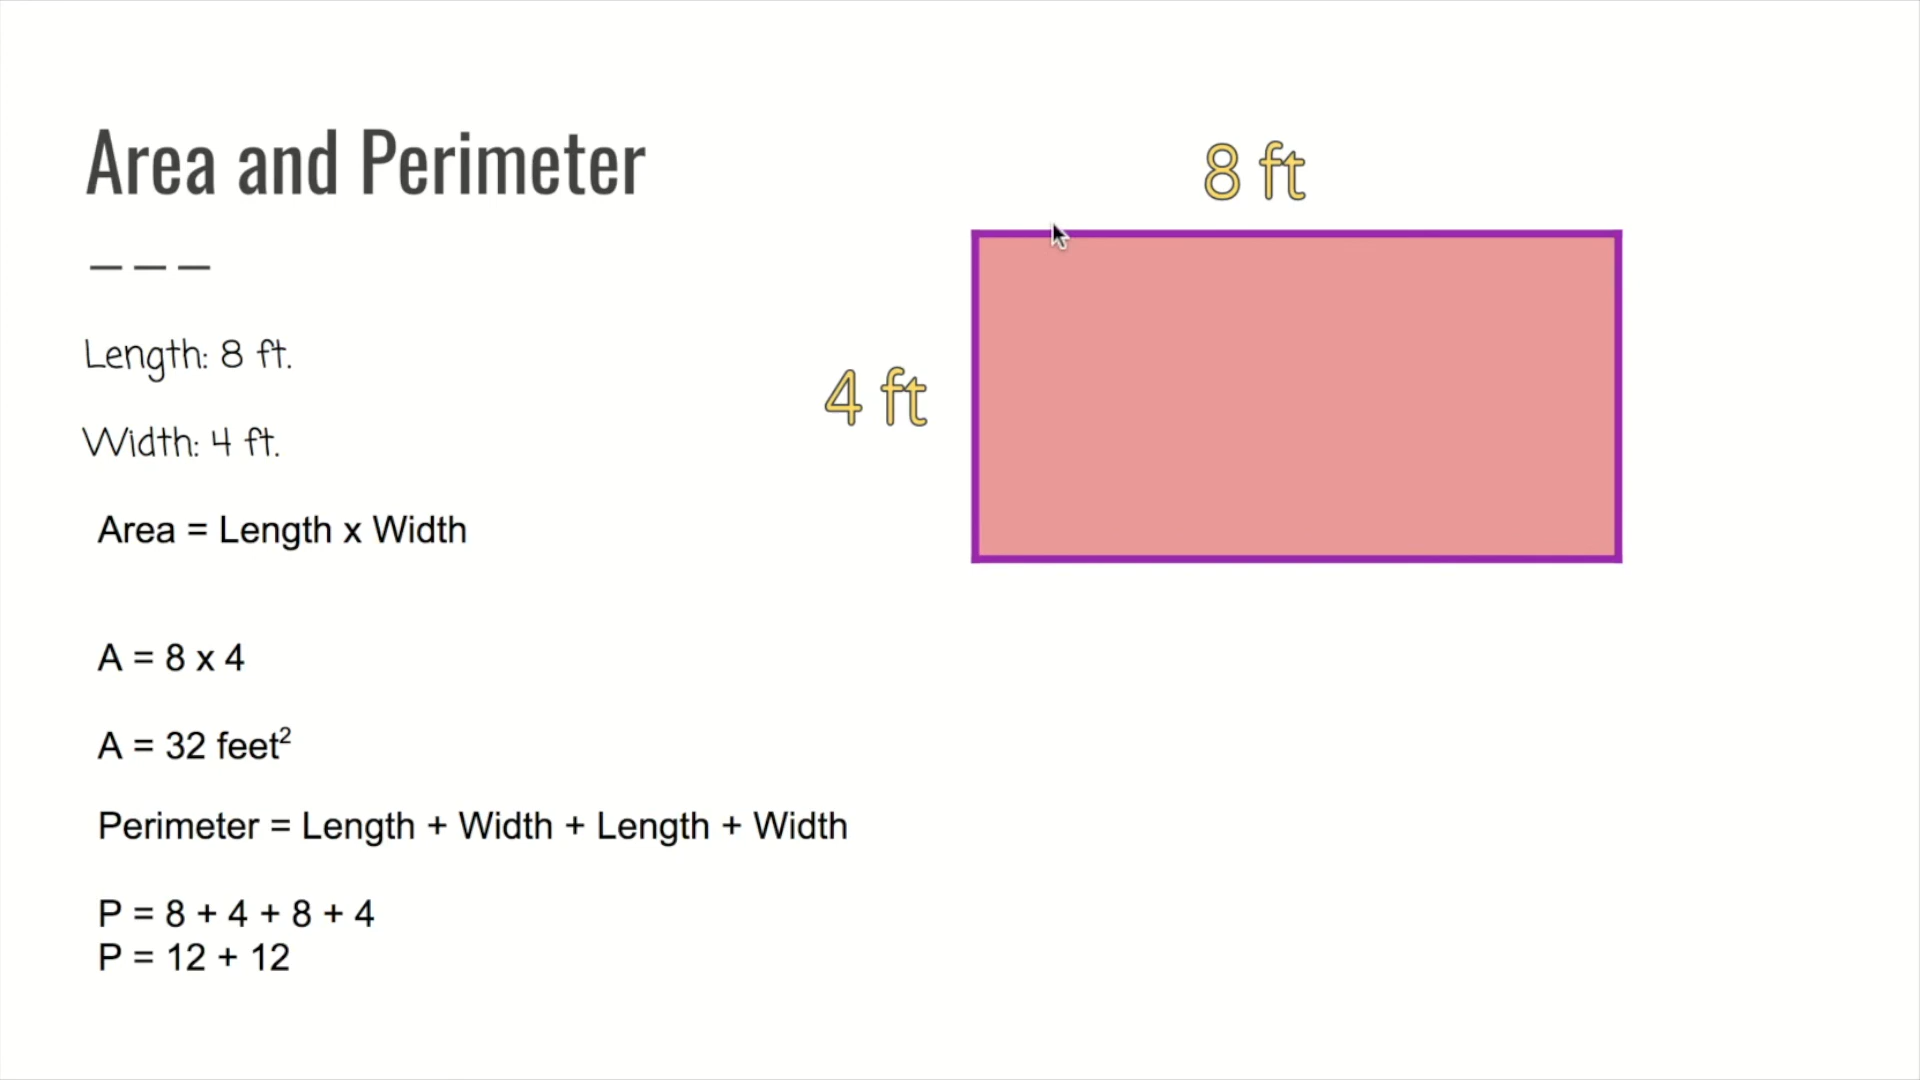 Area and Perimeter
Length: 8 ft.
Width: 4 ft.
Area = Length x Width
A = 8 x 4
A = 32 feet²
Perimeter = Length + Width + Length + Width
P = 8 + 4 + 8 + 4
P = 12 + 12
8 ft
4 ft